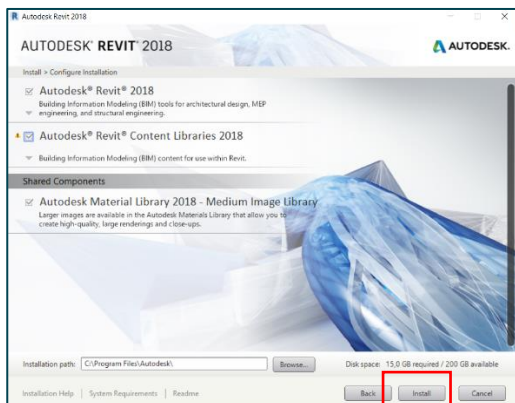 Autodesk Revit 2018
AUTODESK® REVIT® 2018
AUTODESK.
Install > Configure Installation
Autodesk® Revit® 2018
Building Information Modeling (BIM) tools for architectural design, MEP
engineering, and structural engineering.
Autodesk® Revit® Content Libraries 2018
Building Information Modeling (BIM) content for use within Revit.
Shared Components
Autodesk Material Library 2018 - Medium Image Library
Larger images are available in the Autodesk Materials Library that allow you to
create high-quality, large renderings and close-ups.
Installation path: C:\Program Files\Autodesk\ Browse... Disk space: 15,0 GB required / 200 GB available
Installation Help | System Requirements | Readme Back Install Cancel